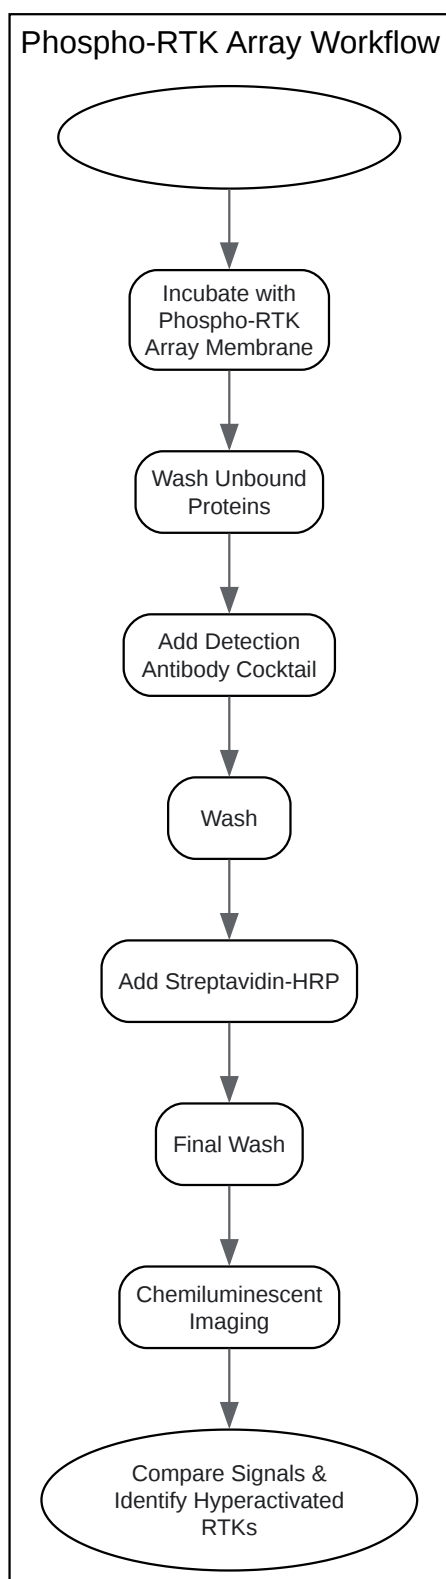 Phospho-RTK Array Workflow
Incubate with
Phospho-RTK
Array Membrane
Wash Unbound
Proteins
Add Detection
Antibody Cocktail
Wash
Add Streptavidin-HRP
Final Wash
Chemiluminescent
Imaging
Compare Signals &
Identify Hyperactivated
RTKs